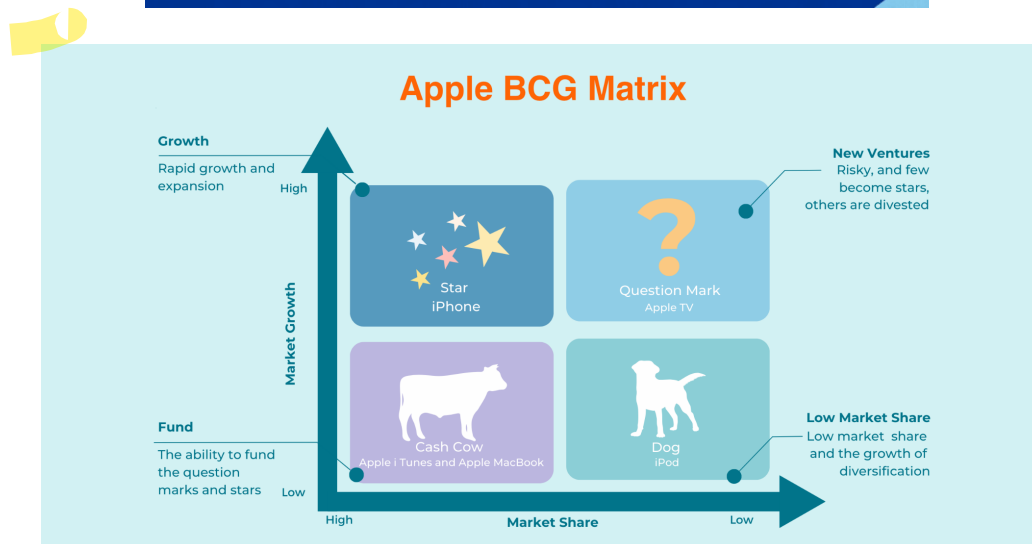 Apple BCG Matrix
Growth
Rapid growth and
expansion
High
New Ventures
Risky, and few
become stars,
others are divested
Star
iPhone
Question Mark
Apple TV
Market Growth
Fund
The ability to fund
the question
marks and stars
Low
Cash Cow
Apple i Tunes and Apple MacBook
Dog
iPod
Low Market Share
Low market share
and the growth of
diversification
High
Market Share
Low